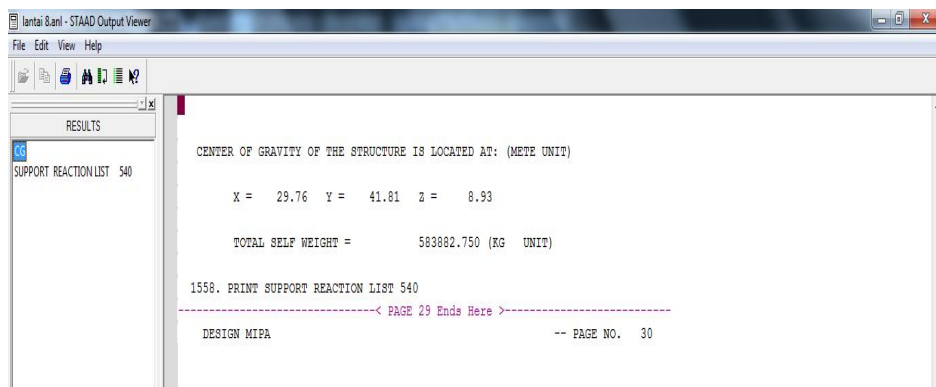 lantai 8.anl - STAAD Output Viewer
File Edit View Help
RESULTS
CG
SUPPORT REACTION LIST 540
CENTER OF GRAVITY OF THE STRUCTURE IS LOCATED AT: (METE UNIT)
X = 29.76 Y = 41.81 Z = 8.93
TOTAL SELF WEIGHT = 583882.750 (KG UNIT)
1558. PRINT SUPPORT REACTION LIST 540
-------------------------------< PAGE 29 Ends Here >---------------------------
DESIGN MIPA -- PAGE NO. 30